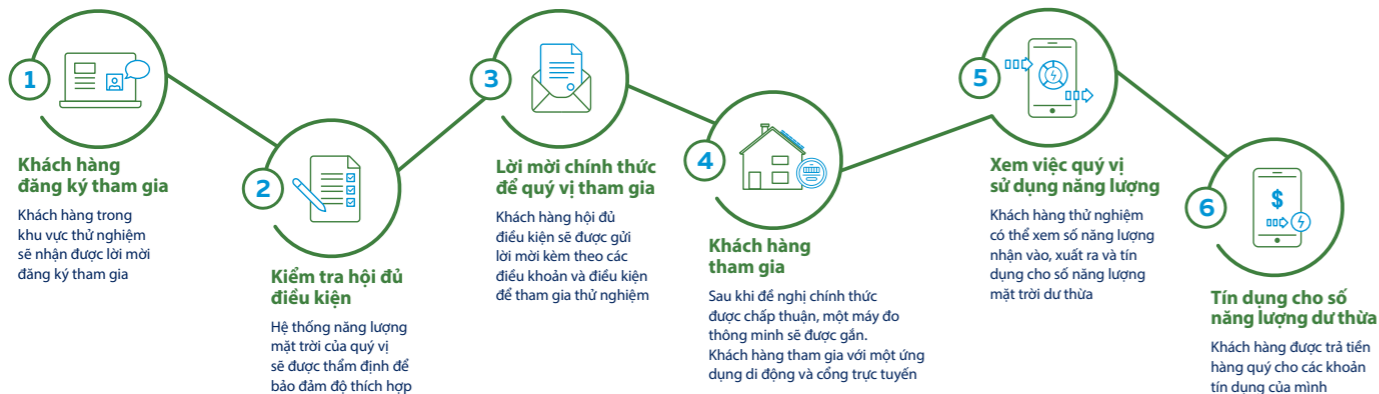 1
Khách hàng
đăng ký tham gia
Khách hàng trong
khu vực thử nghiệm
sẽ nhận được lời mời
đăng ký tham gia
2
Kiểm tra hội đủ
điều kiện
Hệ thống năng lượng
mặt trời của quý vị
sẽ được thẩm định để
bảo đảm độ thích hợp
3
Lời mời chính thức
để quý vị tham gia
Khách hàng hội đủ
điều kiện sẽ được gửi
lời mời kèm theo các
điều khoản và điều kiện
để tham gia thử nghiệm
4
Khách hàng
tham gia
Sau khi đề nghị chính thức
được chấp thuận, một máy đo
thông minh sẽ được gắn.
Khách hàng tham gia với một ứng
dụng di động và cổng trực tuyến
5
Xem việc quý vị
sử dụng năng lượng
Khách hàng thử nghiệm
có thể xem số năng lượng
nhận vào, xuất ra và tín
dụng cho số năng lượng
mặt trời dư thừa
6
$
Tín dụng cho số
năng lượng dư thừa
Khách hàng được trả tiền
hàng quý cho các khoản
tín dụng của mình